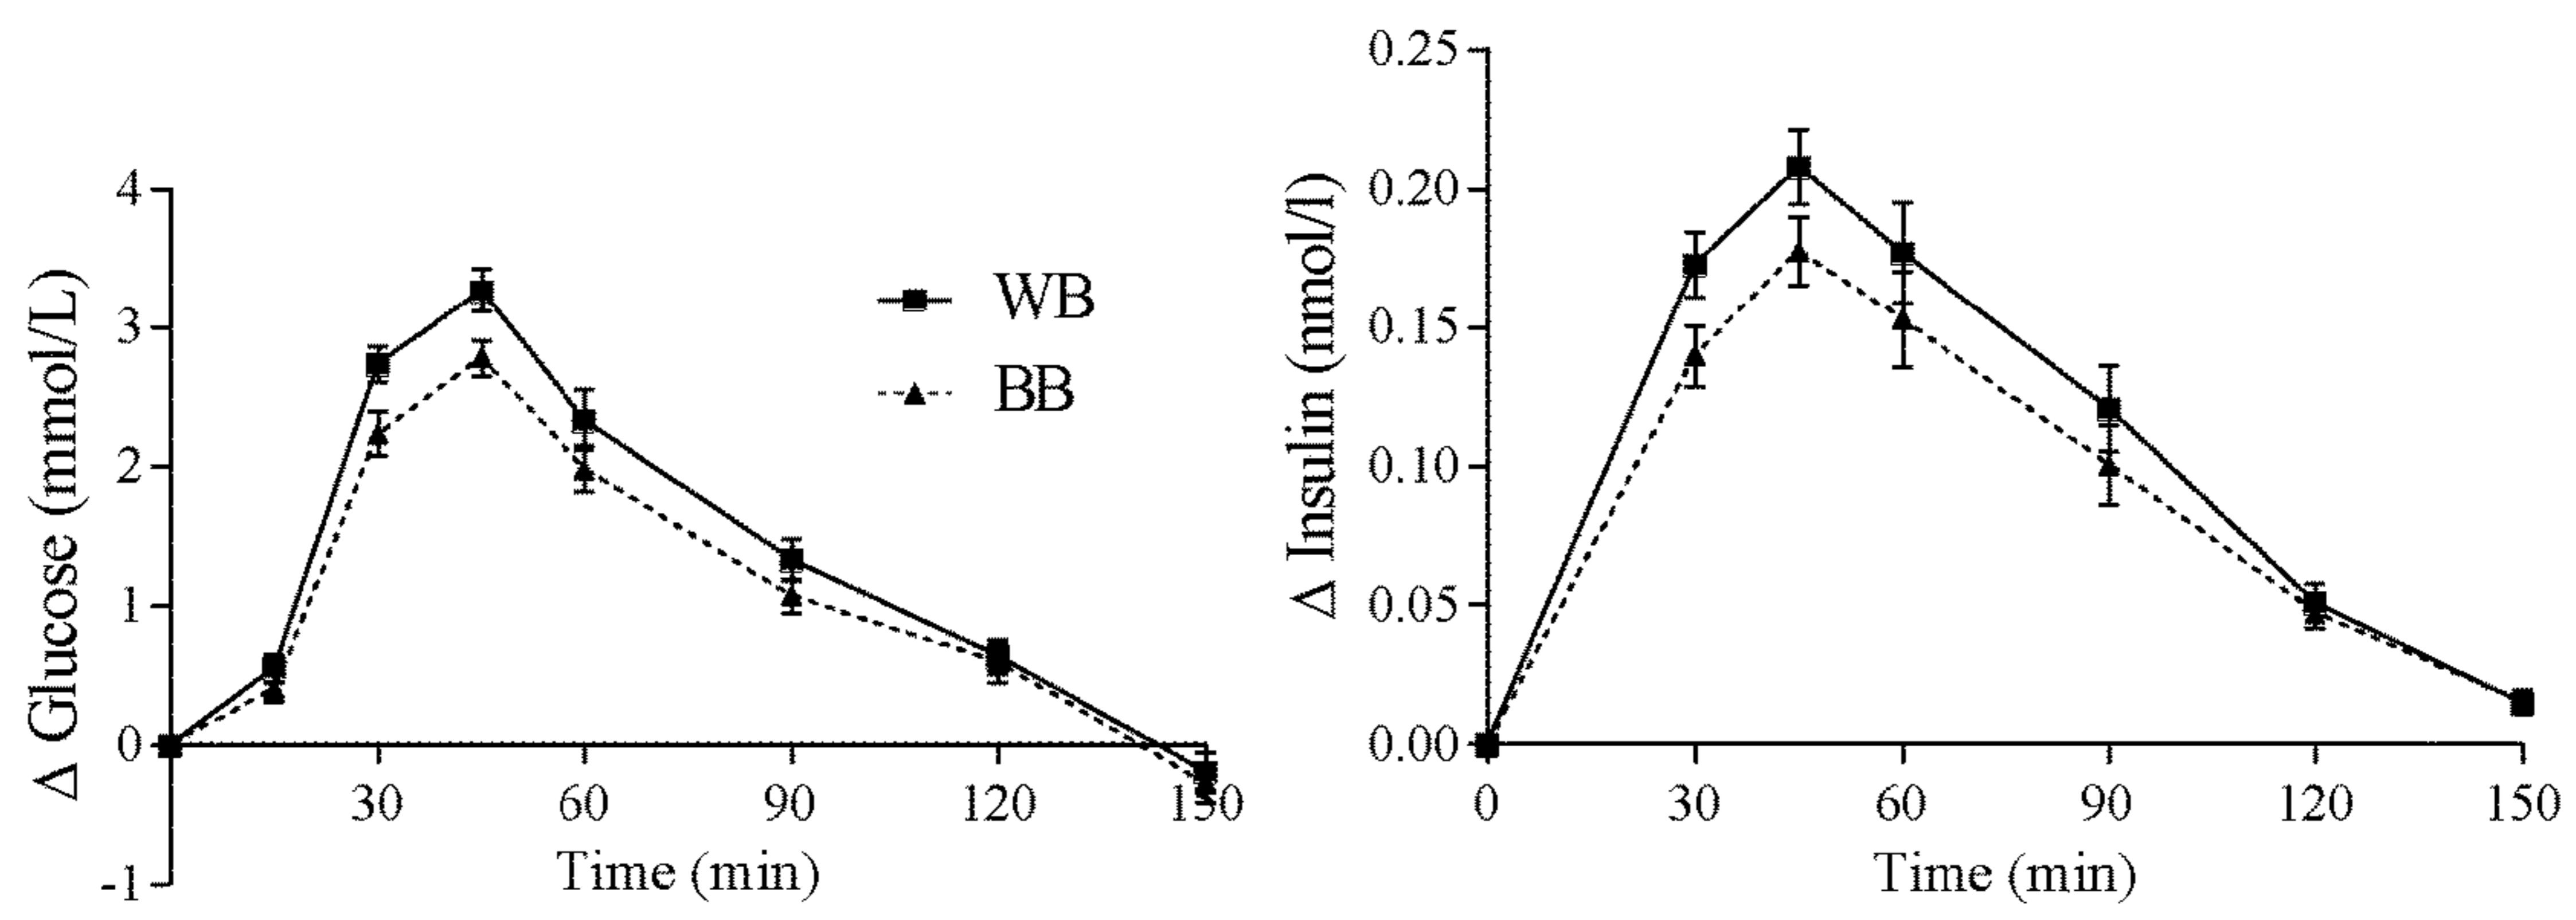 Δ Glucose (mmol/L)
4
3
2
1
0
-1
30 60 90 120 150
Time (min)
WB
BB
Δ Insulin (nmol/l)
0.25
0.20
0.15
0.10
0.05
0.00
0 30 60 90 120 150
Time (min)